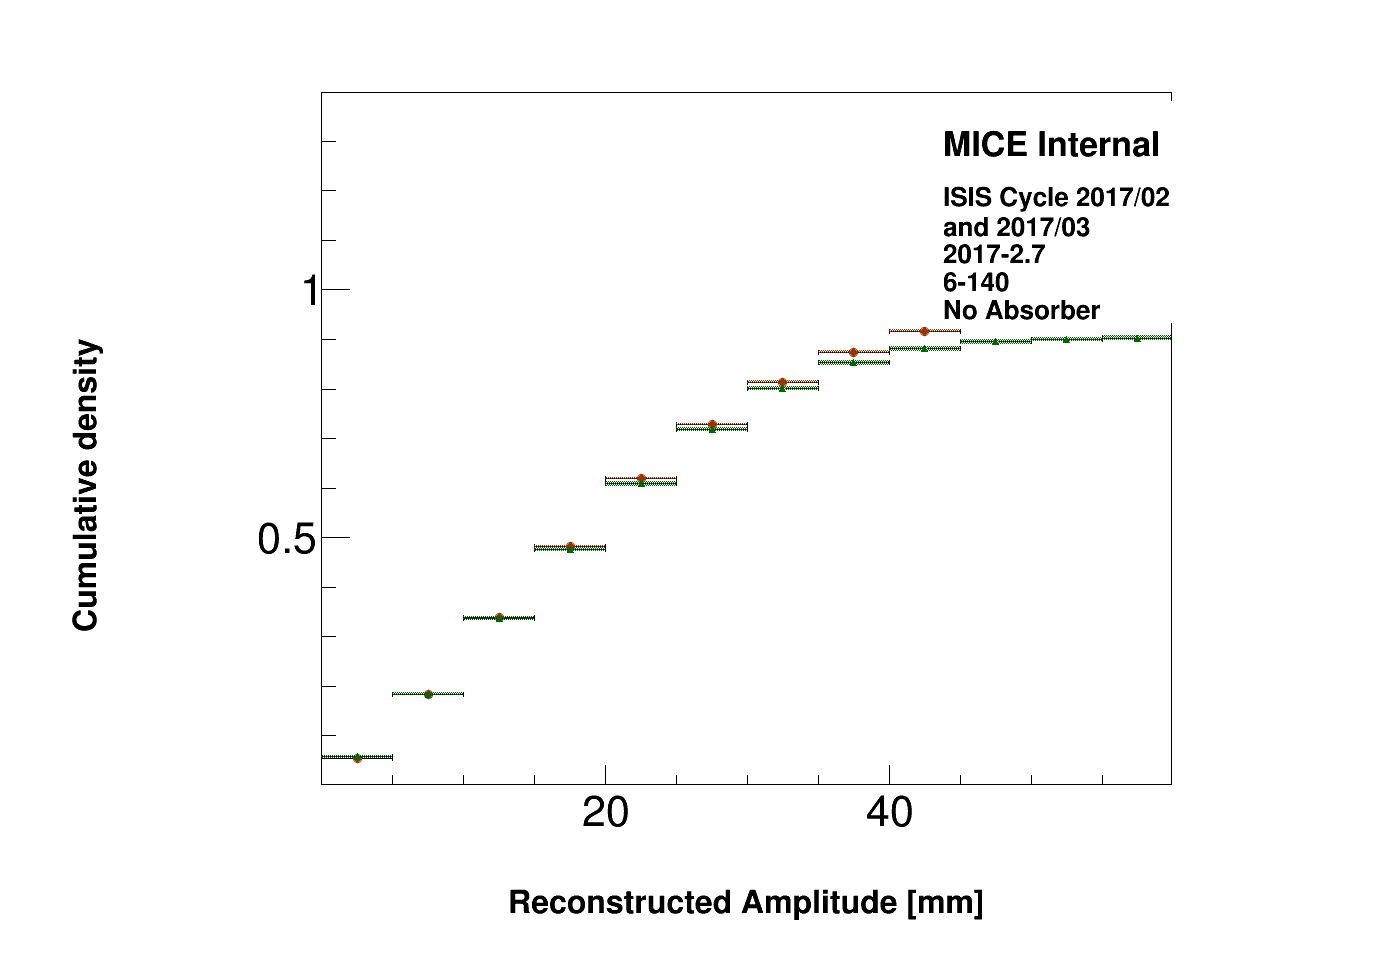 MICE Internal
ISIS Cycle 2017/02
and 2017/03
2017-2.7
6-140
No Absorber
1
0.5
Cumulative density
20
40
Reconstructed Amplitude [mm]